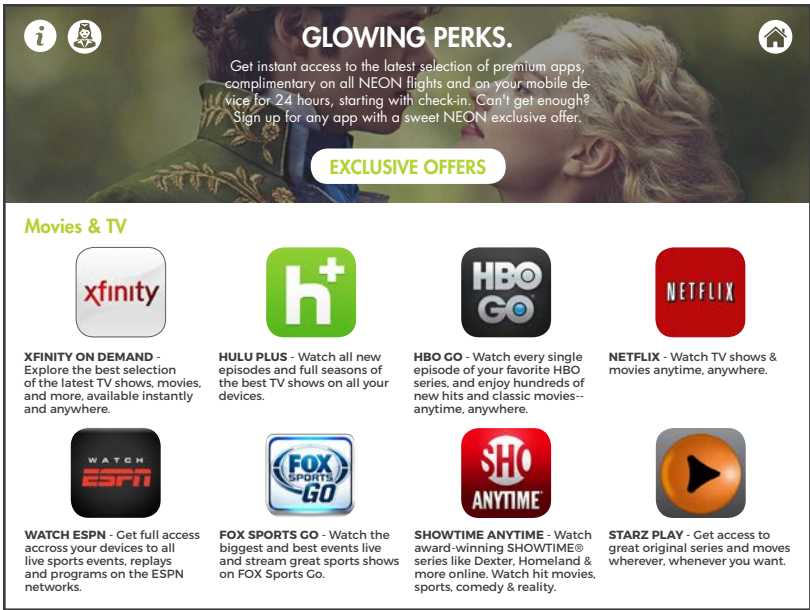 i
GLOWING PERKS.
Get instant access to the latest selection of premium apps,
complimentary on all NEON flights and on your mobile de-
vice for 24 hours, starting with check-in. Can't get enough?
Sign up for any app with a sweet NEON exclusive offer.
EXCLUSIVE OFFERS
Movies & TV
xfinity
h+
HBO
GO
NETFLIX
XFINITY ON DEMAND -
Explore the best selection
of the latest TV shows, movies,
and more, available instantly
and anywhere.
HULU PLUS - Watch all new
episodes and full seasons of
the best TV shows on all your
devices.
HBO GO - Watch every single
episode of your favorite HBO
series, and enjoy hundreds of
new hits and classic movies--
anytime, anywhere.
NETFLIX - Watch TV shows &
movies anytime, anywhere.
WATCH
ESPN
FOX
SPORTS
GO
SHO
ANYTIME
WATCH ESPN - Get full access
accross your devices to all
live sports events, replays
and programs on the ESPN
networks.
FOX SPORTS GO - Watch the
biggest and best events live
and stream great sports shows
on FOX Sports Go.
SHOWTIME ANYTIME - Watch
award-winning SHOWTIME®
series like Dexter, Homeland &
more online. Watch hit movies,
sports, comedy & reality.
STARZ PLAY - Get access to
great original series and moves
wherever, whenever you want.